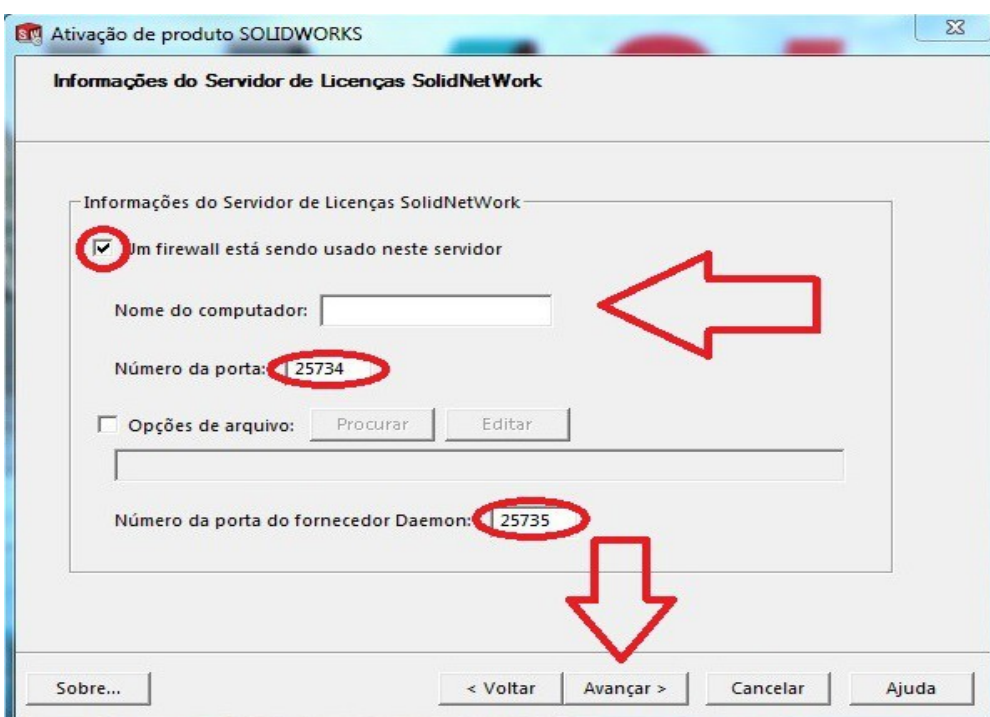 Ativação de produto SOLIDWORKS
Informações do Servidor de Licenças SolidNetWork
Informações do Servidor de Licenças SolidNetWork
Um firewall está sendo usado neste servidor
Nome do computador:
Número da porta: 25734
Opções de arquivo: Procurar Editar
Número da porta do fornecedor Daemon: 25735
Sobre... < Voltar Avançar > Cancelar Ajuda